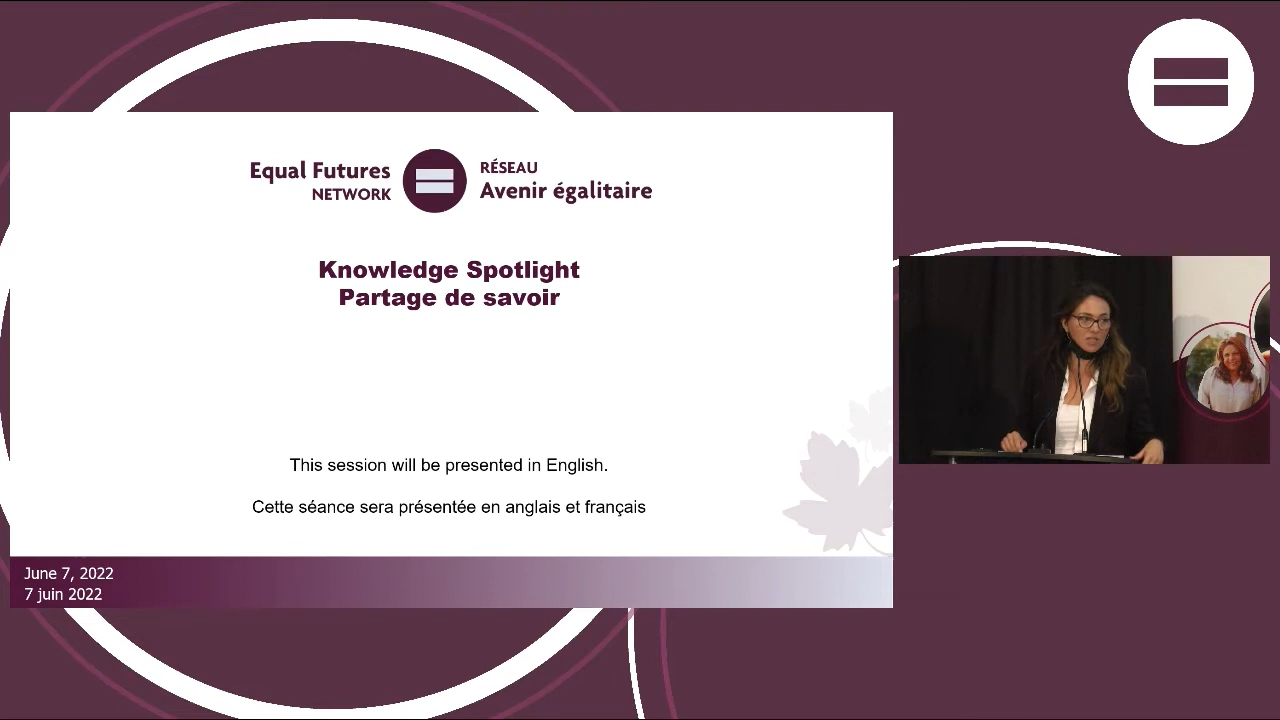 Equal Futures
NETWORK
RÉSEAU
Avenir égalitaire
Knowledge Spotlight
Partage de savoir
This session will be presented in English.
Cette séance sera présentée en anglais et français
June 7, 2022
7 juin 2022